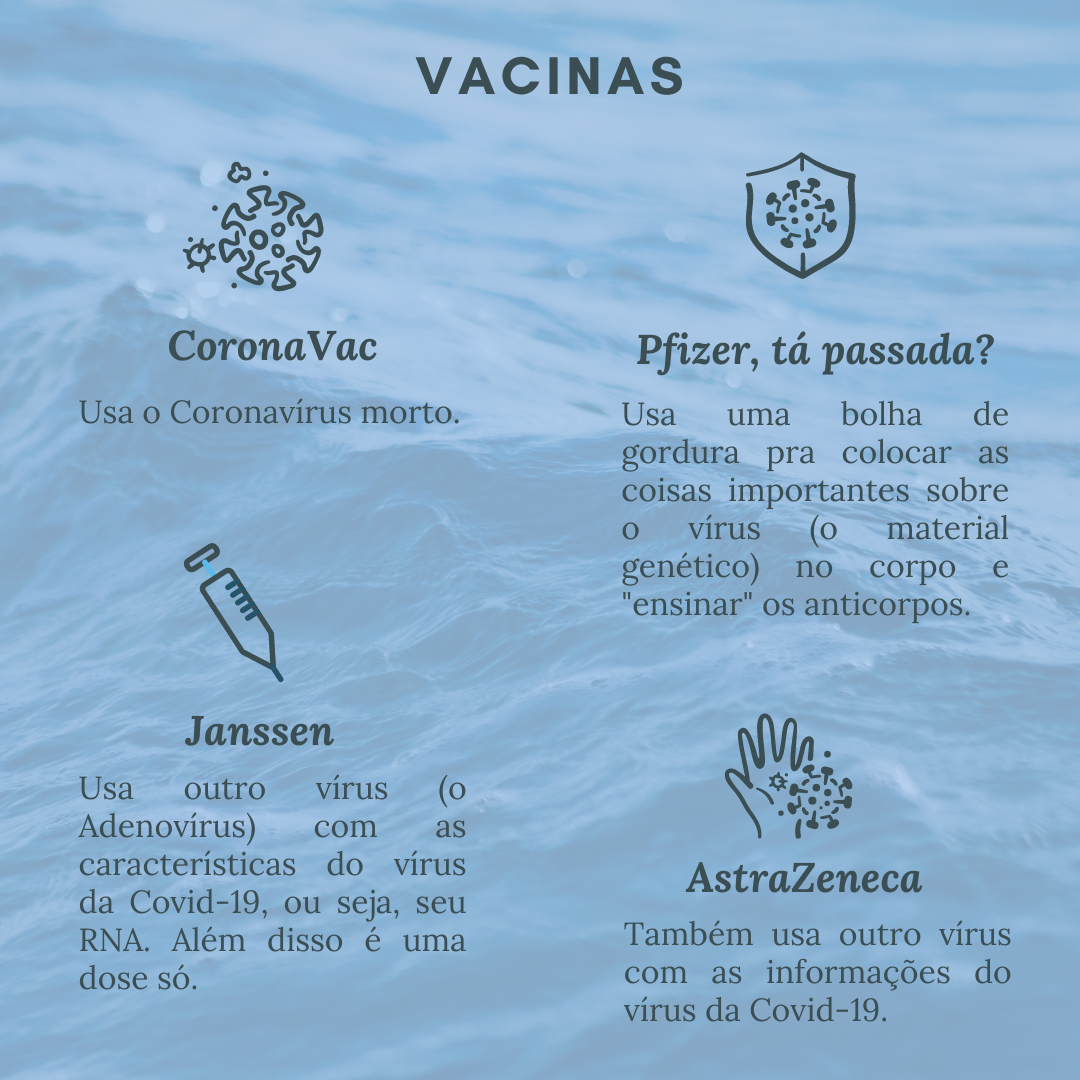 VACINAS
CoronaVac
Usa o Coronavírus morto.
Pfizer, tá passada?
Usa uma bolha de
gordura pra colocar as
coisas importantes sobre
o vírus (o material
genético) no corpo e
"ensinar" os anticorpos.
Janssen
Usa outro vírus (o
Adenovírus) com as
características do vírus
da Covid-19, ou seja, seu
RNA. Além disso é uma
dose só.
AstraZeneca
Também usa outro vírus
com as informações do
vírus da Covid-19.